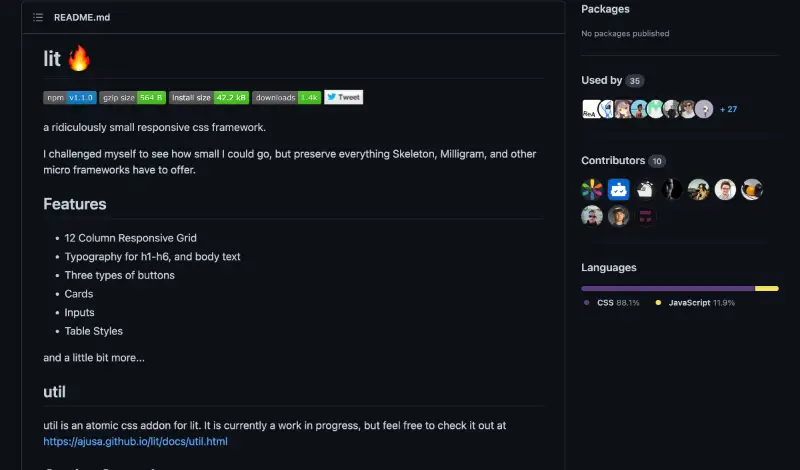 README.md
lit 🔥
npm v1.1.0 gzip size 564 B install size 42.2 kB downloads 1.4k Tweet
a ridiculously small responsive css framework.
I challenged myself to see how small I could go, but preserve everything Skeleton, Milligram, and other
micro frameworks have to offer.
Features
12 Column Responsive Grid
Typography for h1-h6, and body text
Three types of buttons
Cards
Inputs
Table Styles
and a little bit more...
util
util is an atomic css addon for lit. It is currently a work in progress, but feel free to check it out at
https://ajusa.github.io/lit/docs/util.html
Packages
No packages published
Used by 35
ReA
+ 27
Contributors 10
Languages
CSS 88.1% JavaScript 11.9%